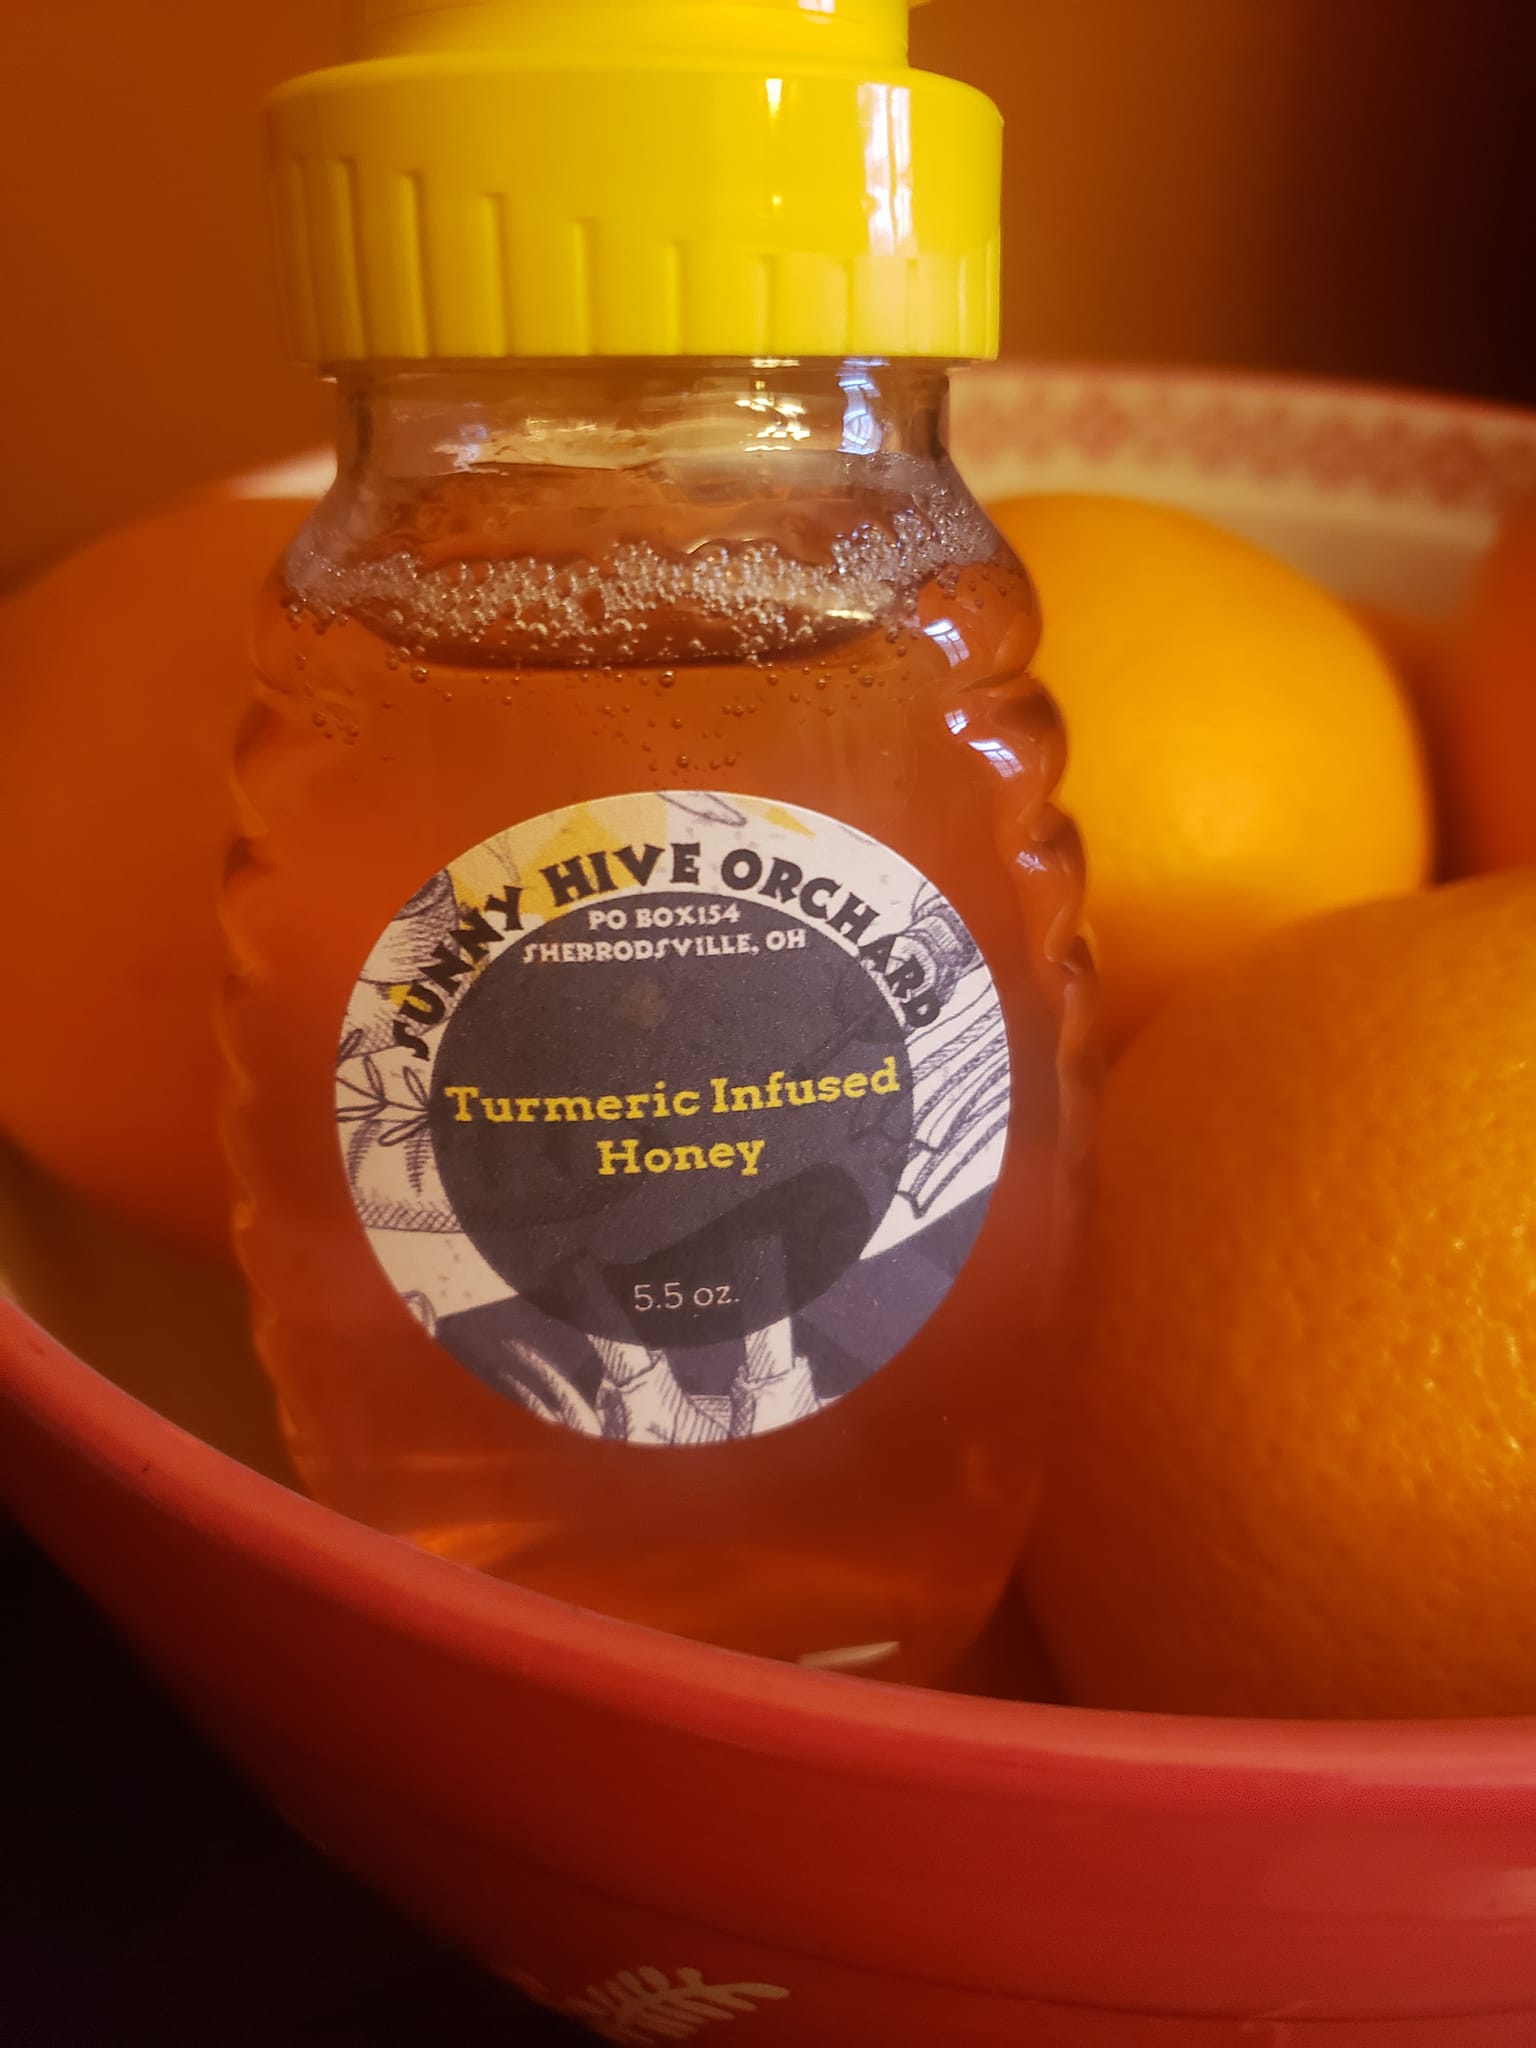 SUNNY HIVE ORCHARD
PO BOX154
SHERRODSVILLE, OH
Turmeric Infused
Honey
5.5 oz.